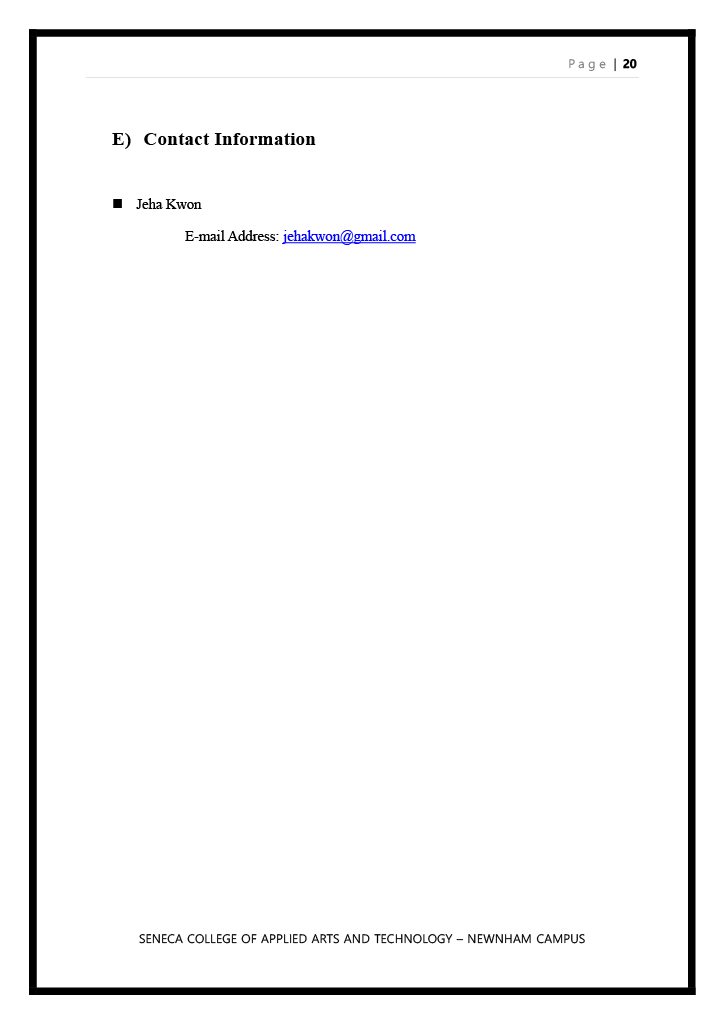 Page | 20
E) Contact Information
■ Jeha Kwon
E-mail Address: jehakwon@gmail.com
SENECA COLLEGE OF APPLIED ARTS AND TECHNOLOGY – NEWNHAM CAMPUS